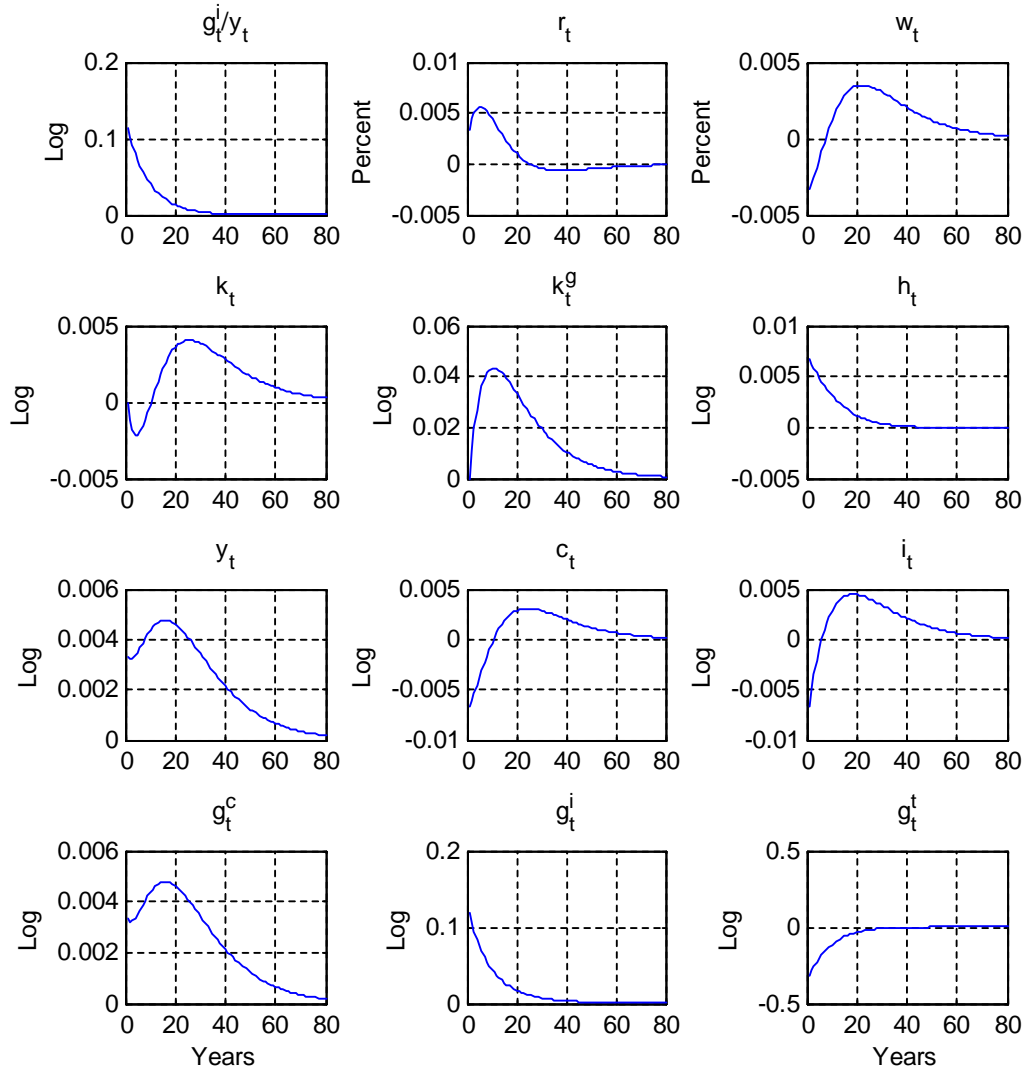 g_t^i/y_t
r_t
w_t
0.2
0.1
0
Log
0 20 40 60 80
0.01
0.005
0
-0.005
Percent
0 20 40 60 80
0.005
0
-0.005
Percent
0 20 40 60 80
k_t
k_t^g
h_t
0.005
0
-0.005
Log
0 20 40 60 80
0.06
0.04
0.02
0
Log
0 20 40 60 80
0.01
0.005
0
-0.005
Log
0 20 40 60 80
y_t
c_t
i_t
0.006
0.004
0.002
0
Log
0 20 40 60 80
0.005
0
-0.005
-0.01
Log
0 20 40 60 80
0.005
0
-0.005
-0.01
Log
0 20 40 60 80
g_t^c
g_t^i
g_t^t
0.006
0.004
0.002
0
Log
0 20 40 60 80
Years
0.2
0.1
0
Log
0 20 40 60 80
0.5
0
-0.5
Log
0 20 40 60 80
Years